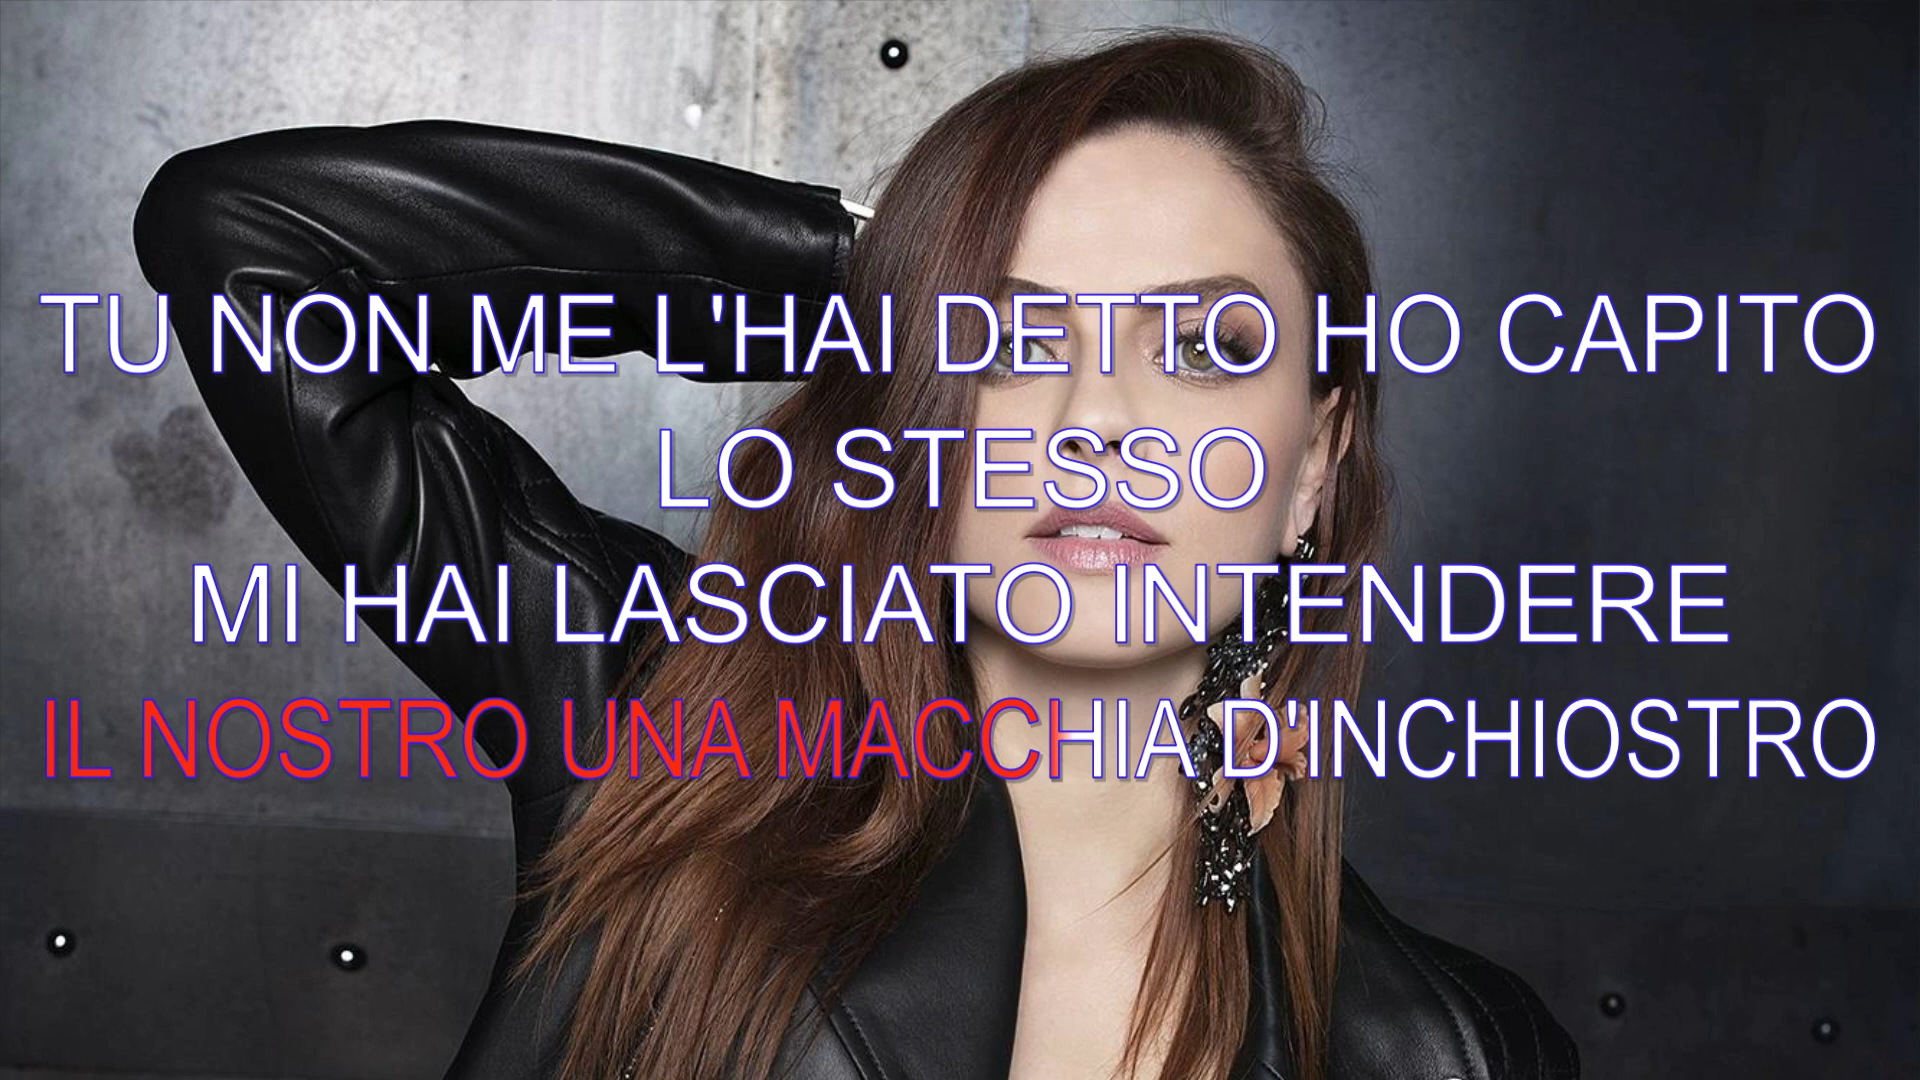 TU NON ME L'HAI DETTO HO CAPITO
LO STESSO
MI HAI LASCIATO INTENDERE
IL NOSTRO UNA MACCHIA D'INCHIOSTRO